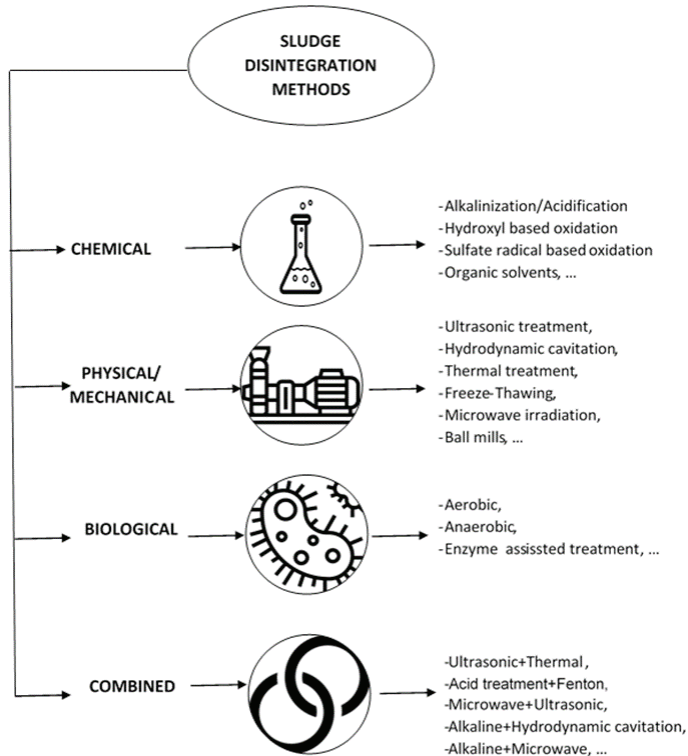 SLUDGE
DISINTEGRATION
METHODS
CHEMICAL
-Alkalinization/Acidification
-Hydroxyl based oxidation
-Sulfate radical based oxidation
-Organic solvents, ...
PHYSICAL/
MECHANICAL
-Ultrasonic treatment,
-Hydrodynamic cavitation,
-Thermal treatment,
-Freeze-Thawing,
-Microwave irradiation,
-Ball mills, ...
BIOLOGICAL
-Aerobic,
-Anaerobic,
-Enzyme assissted treatment, ...
COMBINED
-Ultrasonic+Thermal,
-Acid treatment+Fenton,
-Microwave+Ultrasonic,
-Alkaline+Hydrodynamic cavitation,
-Alkaline+Microwave, ...